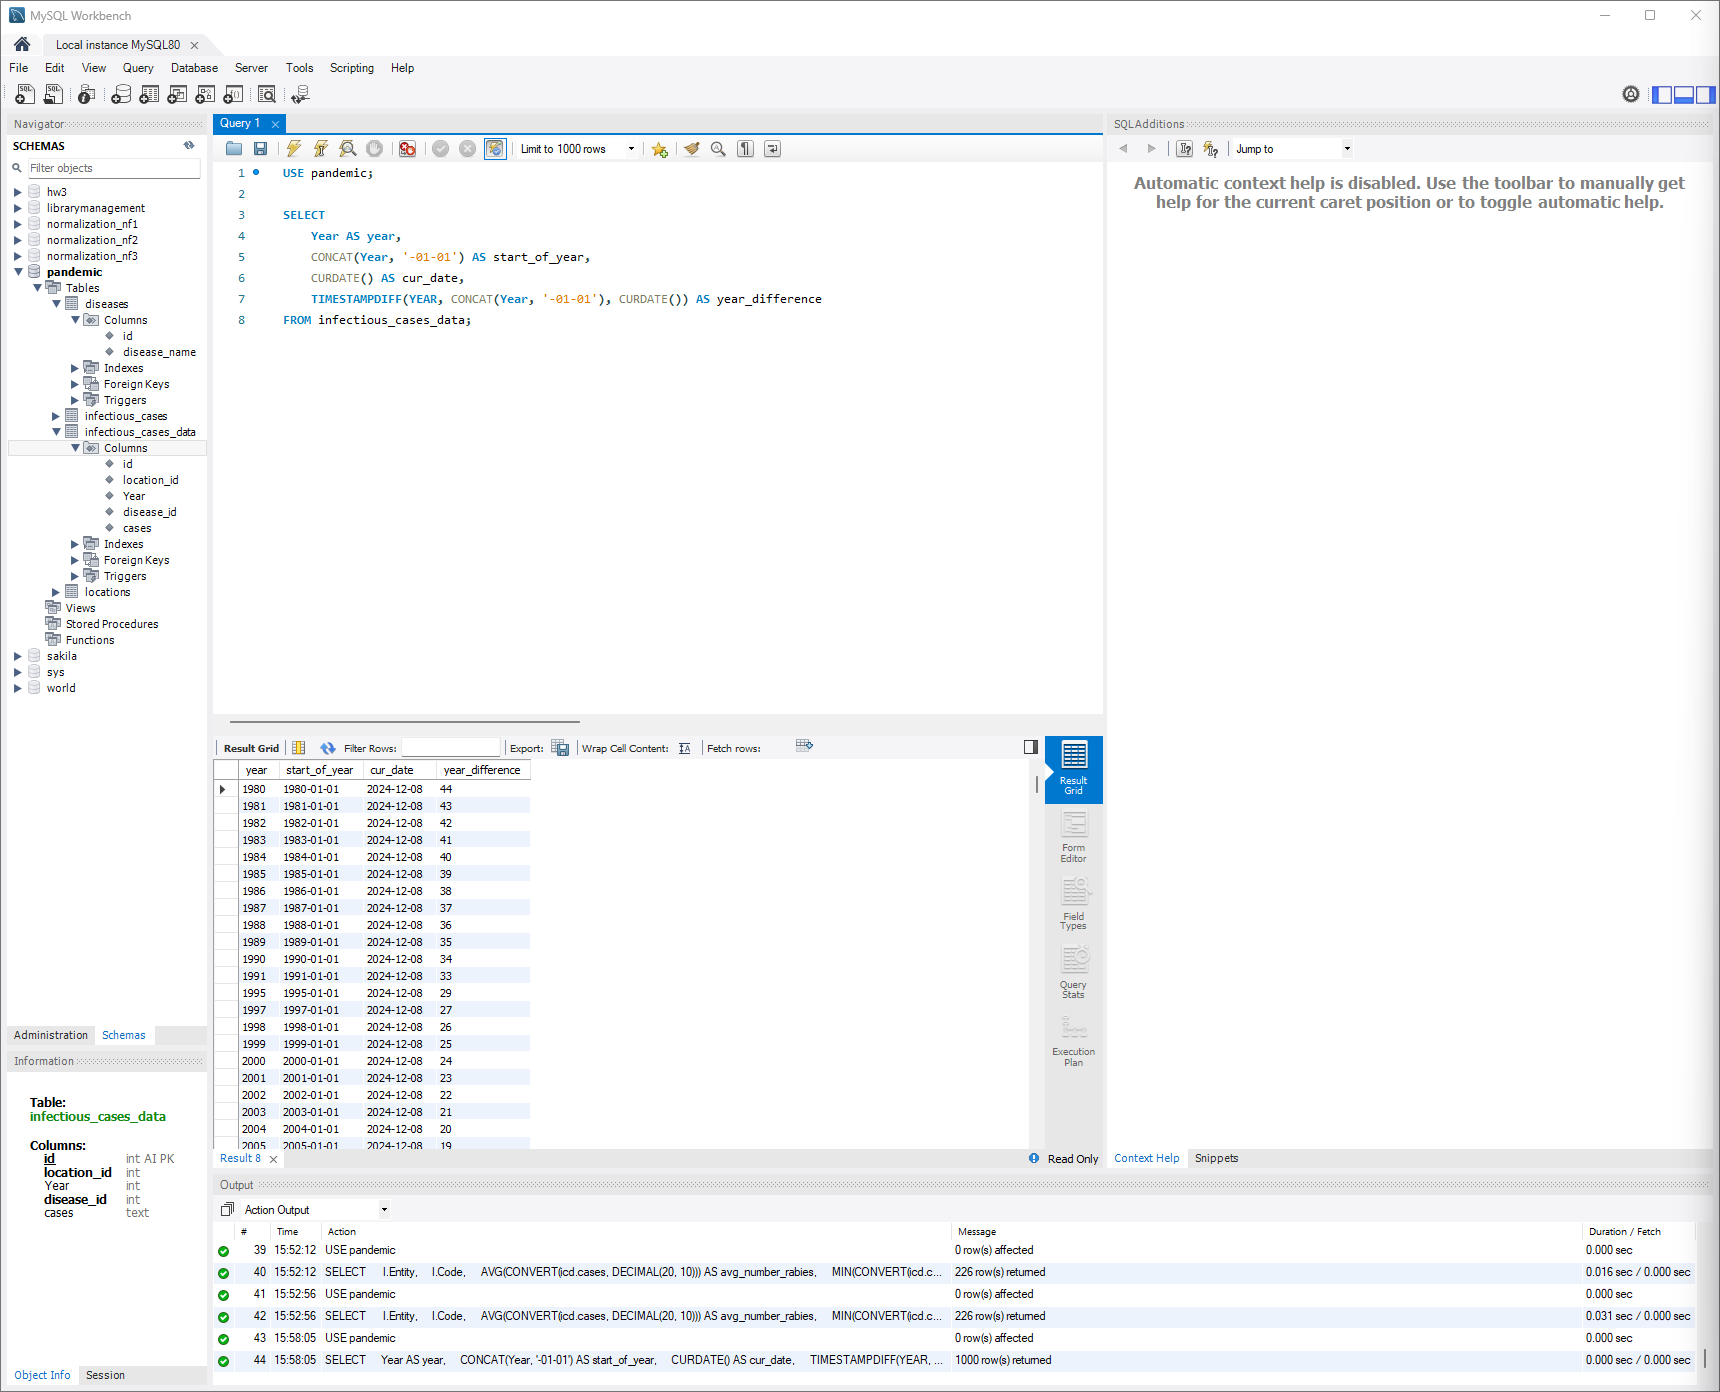 MySQL Workbench
Local instance MySQL80
File Edit View Query Database Server Tools Scripting Help
Navigator
SCHEMAS
Filter objects
hw3
librarymanagement
normalization_nf1
normalization_nf2
normalization_nf3
pandemic
Tables
diseases
Columns
id
disease_name
Indexes
Foreign Keys
Triggers
infectious_cases
infectious_cases_data
Columns
id
location_id
Year
disease_id
cases
Indexes
Foreign Keys
Triggers
locations
Views
Stored Procedures
Functions
sakila
sys
world
Administration Schemas
Information
Table:
infectious_cases_data
Columns:
id int AI PK
location_id int
Year int
disease_id int
cases text
Object Info Session
Query 1
Limit to 1000 rows
1 USE pandemic;
2
3 SELECT
4 Year AS year,
5 CONCAT(Year, '-01-01') AS start_of_year,
6 CURDATE() AS cur_date,
7 TIMESTAMPDIFF(YEAR, CONCAT(Year, '-01-01'), CURDATE()) AS year_difference
8 FROM infectious_cases_data;
Result Grid Filter Rows: Export: Wrap Cell Content: Fetch rows:
year start_of_year cur_date year_difference
1980 1980-01-01 2024-12-08 44
1981 1981-01-01 2024-12-08 43
1982 1982-01-01 2024-12-08 42
1983 1983-01-01 2024-12-08 41
1984 1984-01-01 2024-12-08 40
1985 1985-01-01 2024-12-08 39
1986 1986-01-01 2024-12-08 38
1987 1987-01-01 2024-12-08 37
1988 1988-01-01 2024-12-08 36
1989 1989-01-01 2024-12-08 35
1990 1990-01-01 2024-12-08 34
1991 1991-01-01 2024-12-08 33
1995 1995-01-01 2024-12-08 29
1997 1997-01-01 2024-12-08 27
1998 1998-01-01 2024-12-08 26
1999 1999-01-01 2024-12-08 25
2000 2000-01-01 2024-12-08 24
2001 2001-01-01 2024-12-08 23
2002 2002-01-01 2024-12-08 22
2003 2003-01-01 2024-12-08 21
2004 2004-01-01 2024-12-08 20
2005 2005-01-01 2024-12-08 19
Result Grid
Form Editor
Field Types
Query Stats
Execution Plan
Result 8
Read Only
SQLAdditions
Jump to
Automatic context help is disabled. Use the toolbar to manually get
help for the current caret position or to toggle automatic help.
Context Help Snippets
Output
Action Output
# Time Action Message Duration / Fetch
39 15:52:12 USE pandemic 0 row(s) affected 0.000 sec
40 15:52:12 SELECT l.Entity, l.Code, AVG(CONVERT(icd.cases, DECIMAL(20, 10))) AS avg_number_rabies, MIN(CONVERT(icd.c... 226 row(s) returned 0.016 sec / 0.000 sec
41 15:52:56 USE pandemic 0 row(s) affected 0.000 sec
42 15:52:56 SELECT l.Entity, l.Code, AVG(CONVERT(icd.cases, DECIMAL(20, 10))) AS avg_number_rabies, MIN(CONVERT(icd.c... 226 row(s) returned 0.031 sec / 0.000 sec
43 15:58:05 USE pandemic 0 row(s) affected 0.000 sec
44 15:58:05 SELECT Year AS year, CONCAT(Year, '-01-01') AS start_of_year, CURDATE() AS cur_date, TIMESTAMPDIFF(YEAR, ... 1000 row(s) returned 0.000 sec / 0.000 sec